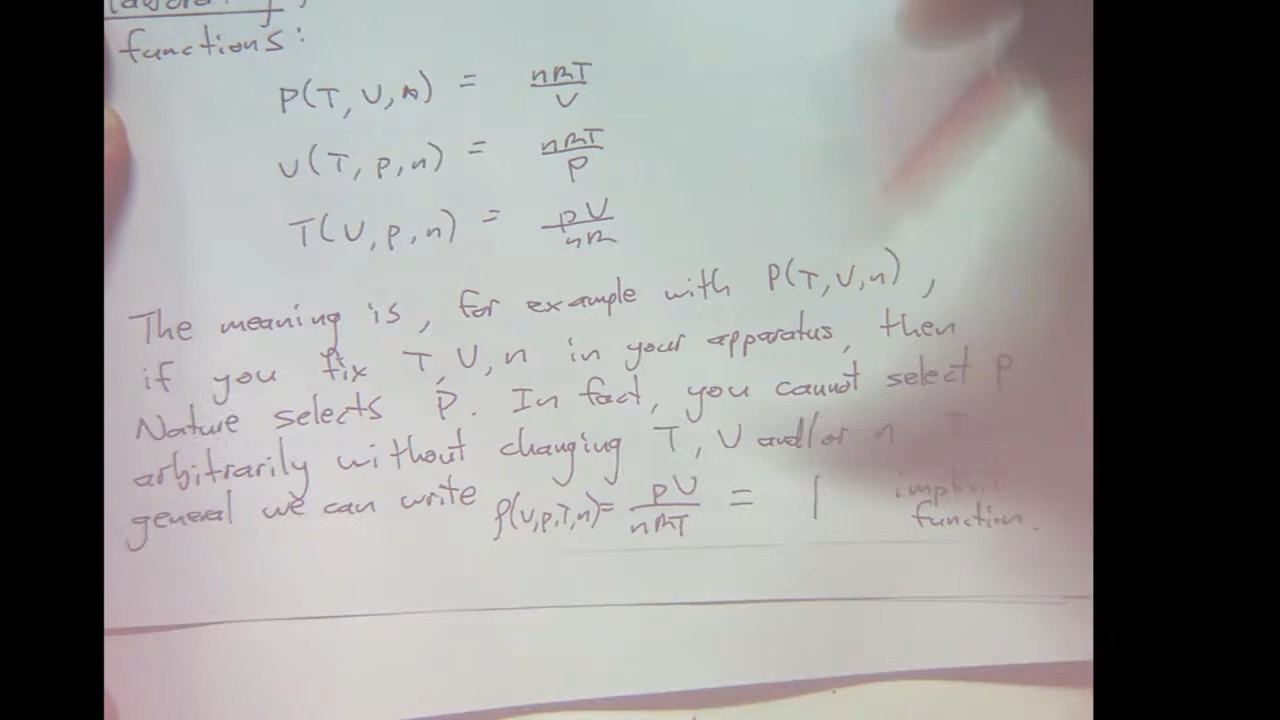 functions:
P(T, V, n) = nRT/V
V(T, p, n) = nRT/P
T(V, p, n) = pV/nR
The meaning is, for example with P(T, V, n),
if you fix T, V, n in your apparatus, then
Nature selects P. In fact, you cannot select P
arbitrarily without changing T, V and/or n
general we can write f(V,p,T,n) = pV/nRT = 1 implicit
function.